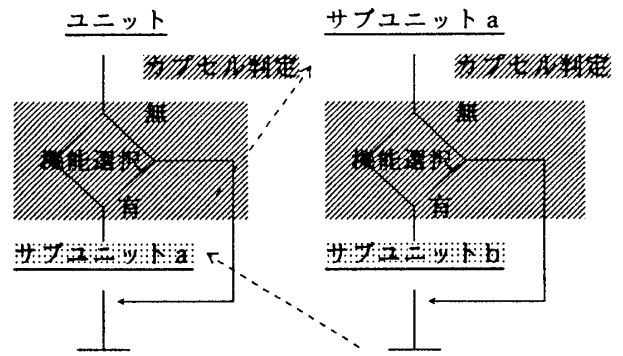 ユニット
カプセル判定
無
機能選択
有
サブユニットa
サブユニットa
カプセル判定
無
機能選択
有
サブユニットb